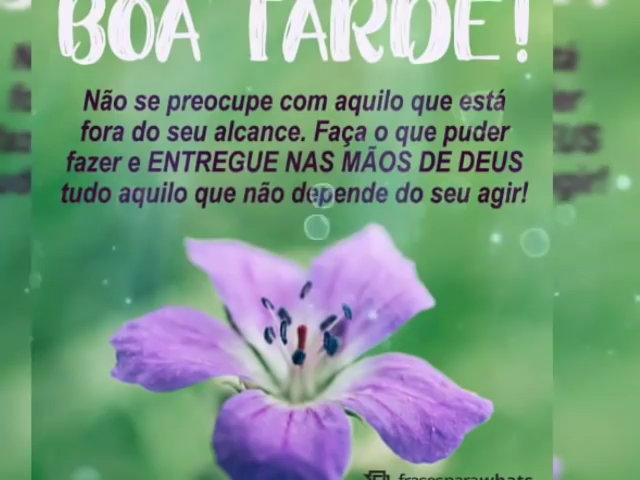 BOA TARDE!
Não se preocupe com aquilo que está
fora do seu alcance. Faça o que puder
fazer e ENTREGUE NAS MÃOS DE DEUS
tudo aquilo que não depende do seu agir!
frasesparawhats